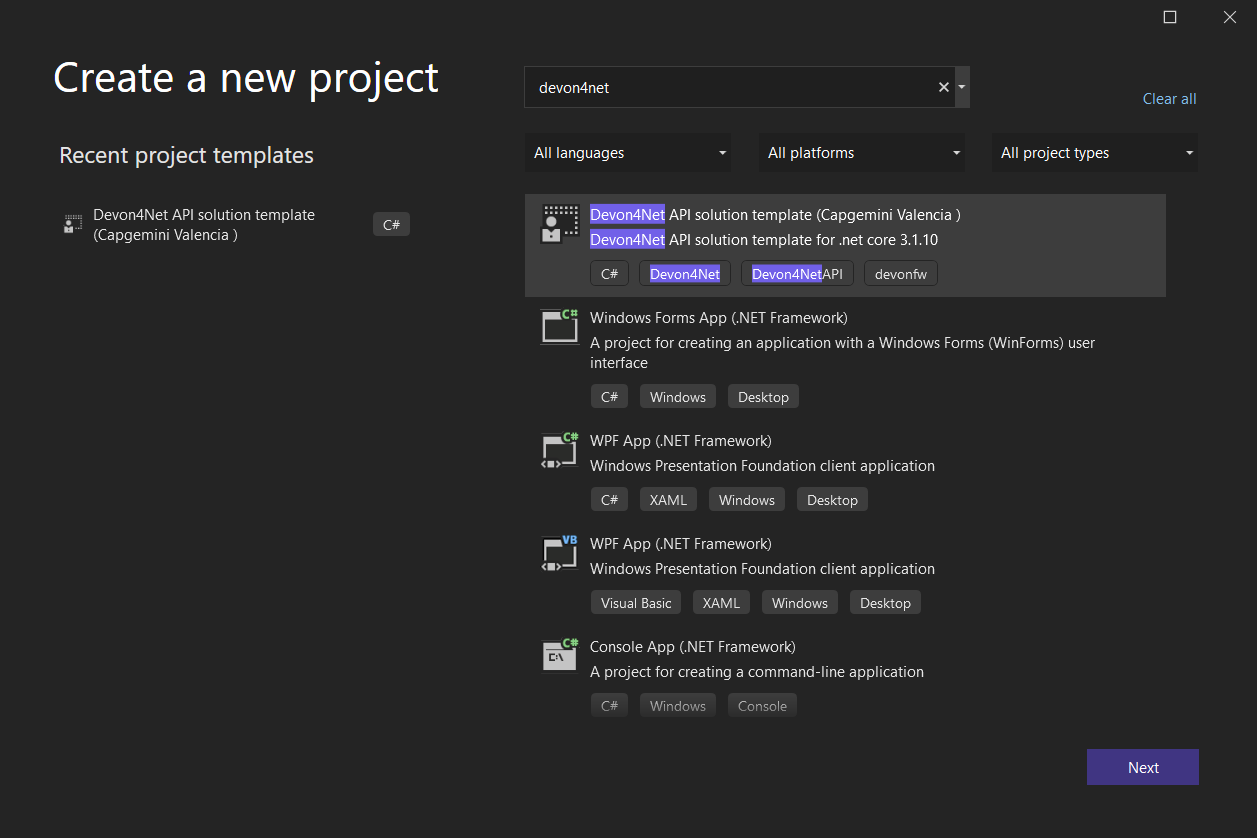 Create a new project
devon4net
Clear all
Recent project templates
All languages
All platforms
All project types
Devon4Net API solution template
(Capgemini Valencia )
C#
Devon4Net API solution template (Capgemini Valencia )
Devon4Net API solution template for .net core 3.1.10
C# Devon4Net Devon4NetAPI devonfw
C#
Windows Forms App (.NET Framework)
A project for creating an application with a Windows Forms (WinForms) user
interface
C# Windows Desktop
C#
WPF App (.NET Framework)
Windows Presentation Foundation client application
C# XAML Windows Desktop
VB
WPF App (.NET Framework)
Windows Presentation Foundation client application
Visual Basic XAML Windows Desktop
C#
C:\
Console App (.NET Framework)
A project for creating a command-line application
C# Windows Console
Next